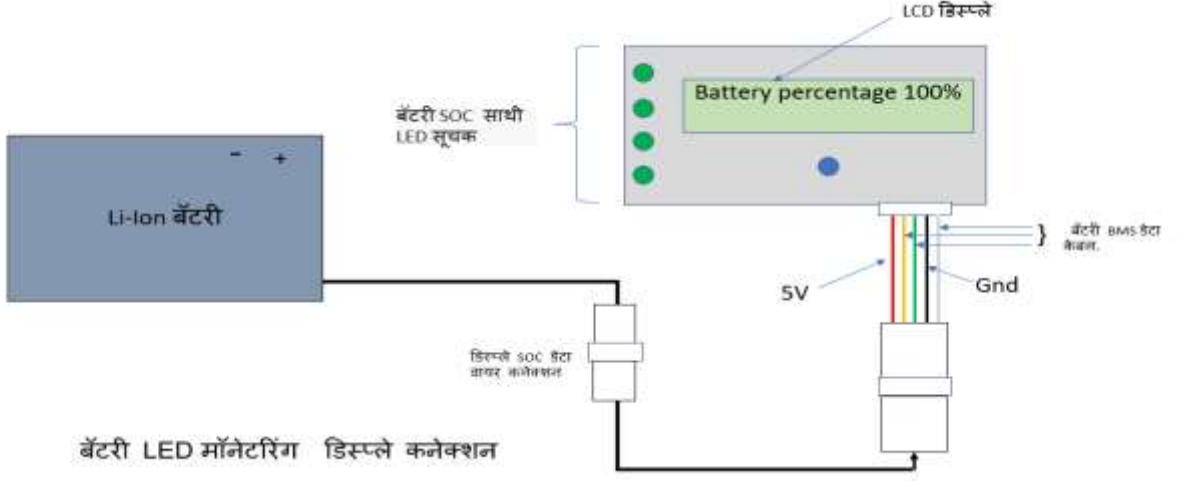 LCD डिस्प्ले
Battery percentage 100%
बॅटरी SOC साथी
LED सूचक
- +
Li-Ion बॅटरी
} बॅटरी BMS डेटा
केबल.
5V
Gnd
डिस्प्ले SOC डेटा
वायर कनेक्शन
बॅटरी LED मॉनेटरिंग डिस्प्ले कनेक्शन